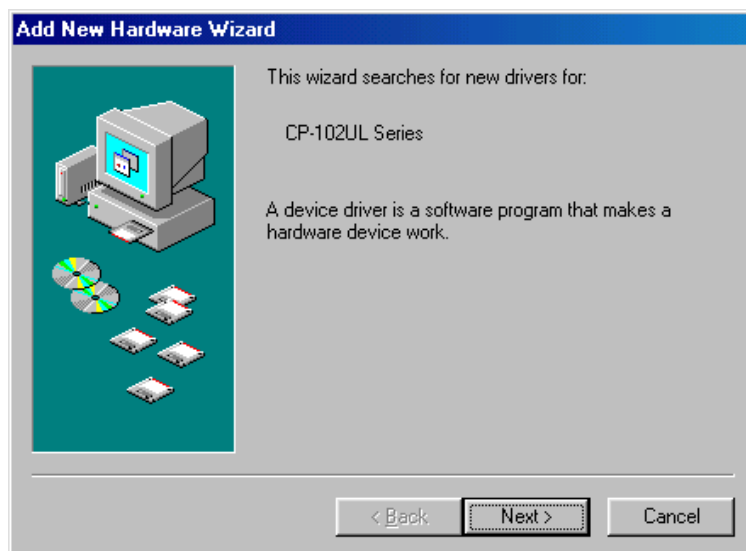 Add New Hardware Wizard
This wizard searches for new drivers for:
CP-102UL Series
A device driver is a software program that makes a
hardware device work.
< Back
Next >
Cancel